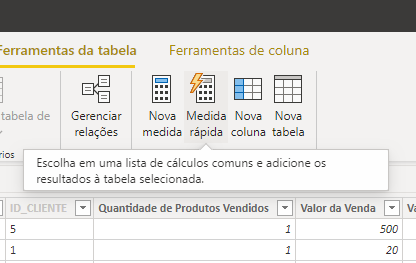 Ferramentas da tabela Ferramentas de coluna
tabela de Gerenciar relações Nova medida Medida rápida Nova coluna Nova tabela
rios
Escolha em uma lista de cálculos comuns e adicione os
resultados à tabela selecionada.
ID_CLIENTE Quantidade de Produtos Vendidos Valor da Venda
5 1 500
1 1 20